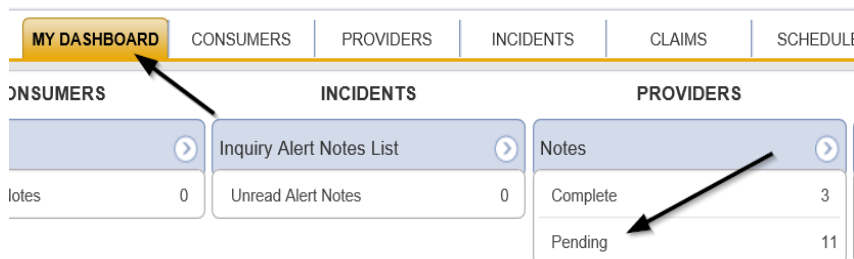 MY DASHBOARD CONSUMERS PROVIDERS INCIDENTS CLAIMS SCHEDULE
ONSUMERS INCIDENTS PROVIDERS
Inquiry Alert Notes List Notes
lotes 0 Unread Alert Notes 0 Complete 3
Pending 11